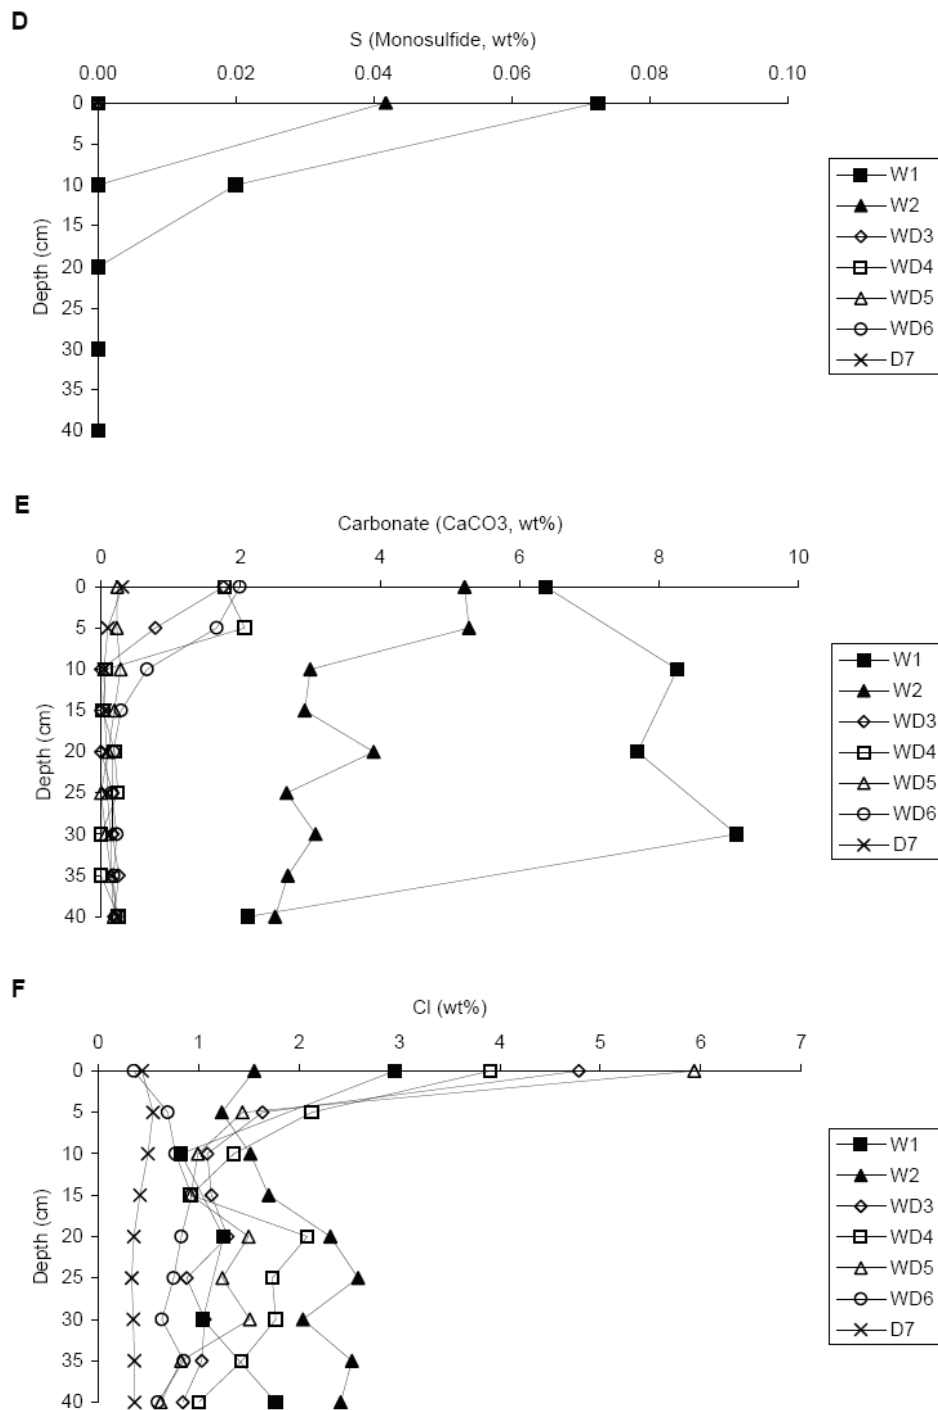 D
S (Monosulfide, wt%)
0.00 0.02 0.04 0.06 0.08 0.10
0
5
10
15
20
25
30
35
40
Depth (cm)
W1
W2
WD3
WD4
WD5
WD6
D7
E
Carbonate (CaCO3, wt%)
0 2 4 6 8 10
0
5
10
15
20
25
30
35
40
Depth (cm)
W1
W2
WD3
WD4
WD5
WD6
D7
F
Cl (wt%)
0 1 2 3 4 5 6 7
0
5
10
15
20
25
30
35
40
Depth (cm)
W1
W2
WD3
WD4
WD5
WD6
D7